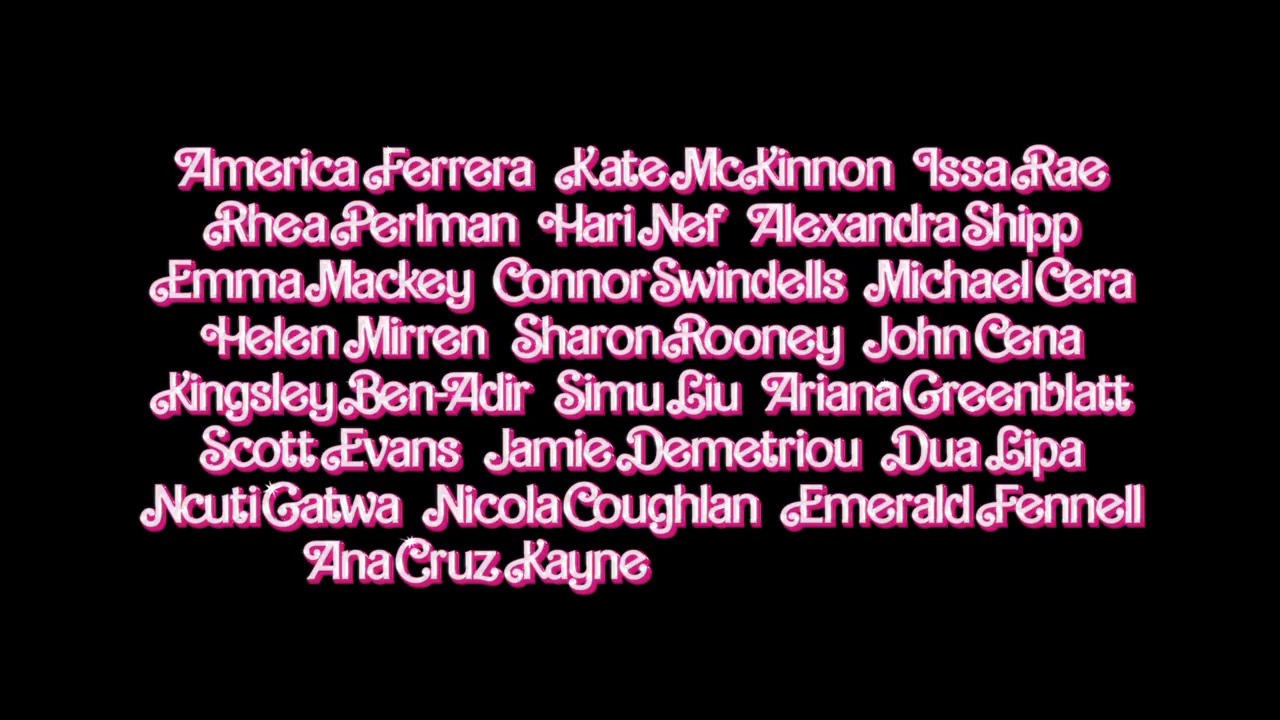 America Ferrera Kate McKinnon Issa Rae
Rhea Perlman Hari Nef Alexandra Shipp
Emma Mackey Connor Swindells Michael Cera
Helen Mirren Sharon Rooney John Cena
Kingsley Ben-Adir Simu Liu Ariana Greenblatt
Scott Evans Jamie Demetriou Dua Lipa
Ncuti Gatwa Nicola Coughlan Emerald Fennell
Ana Cruz Kayne